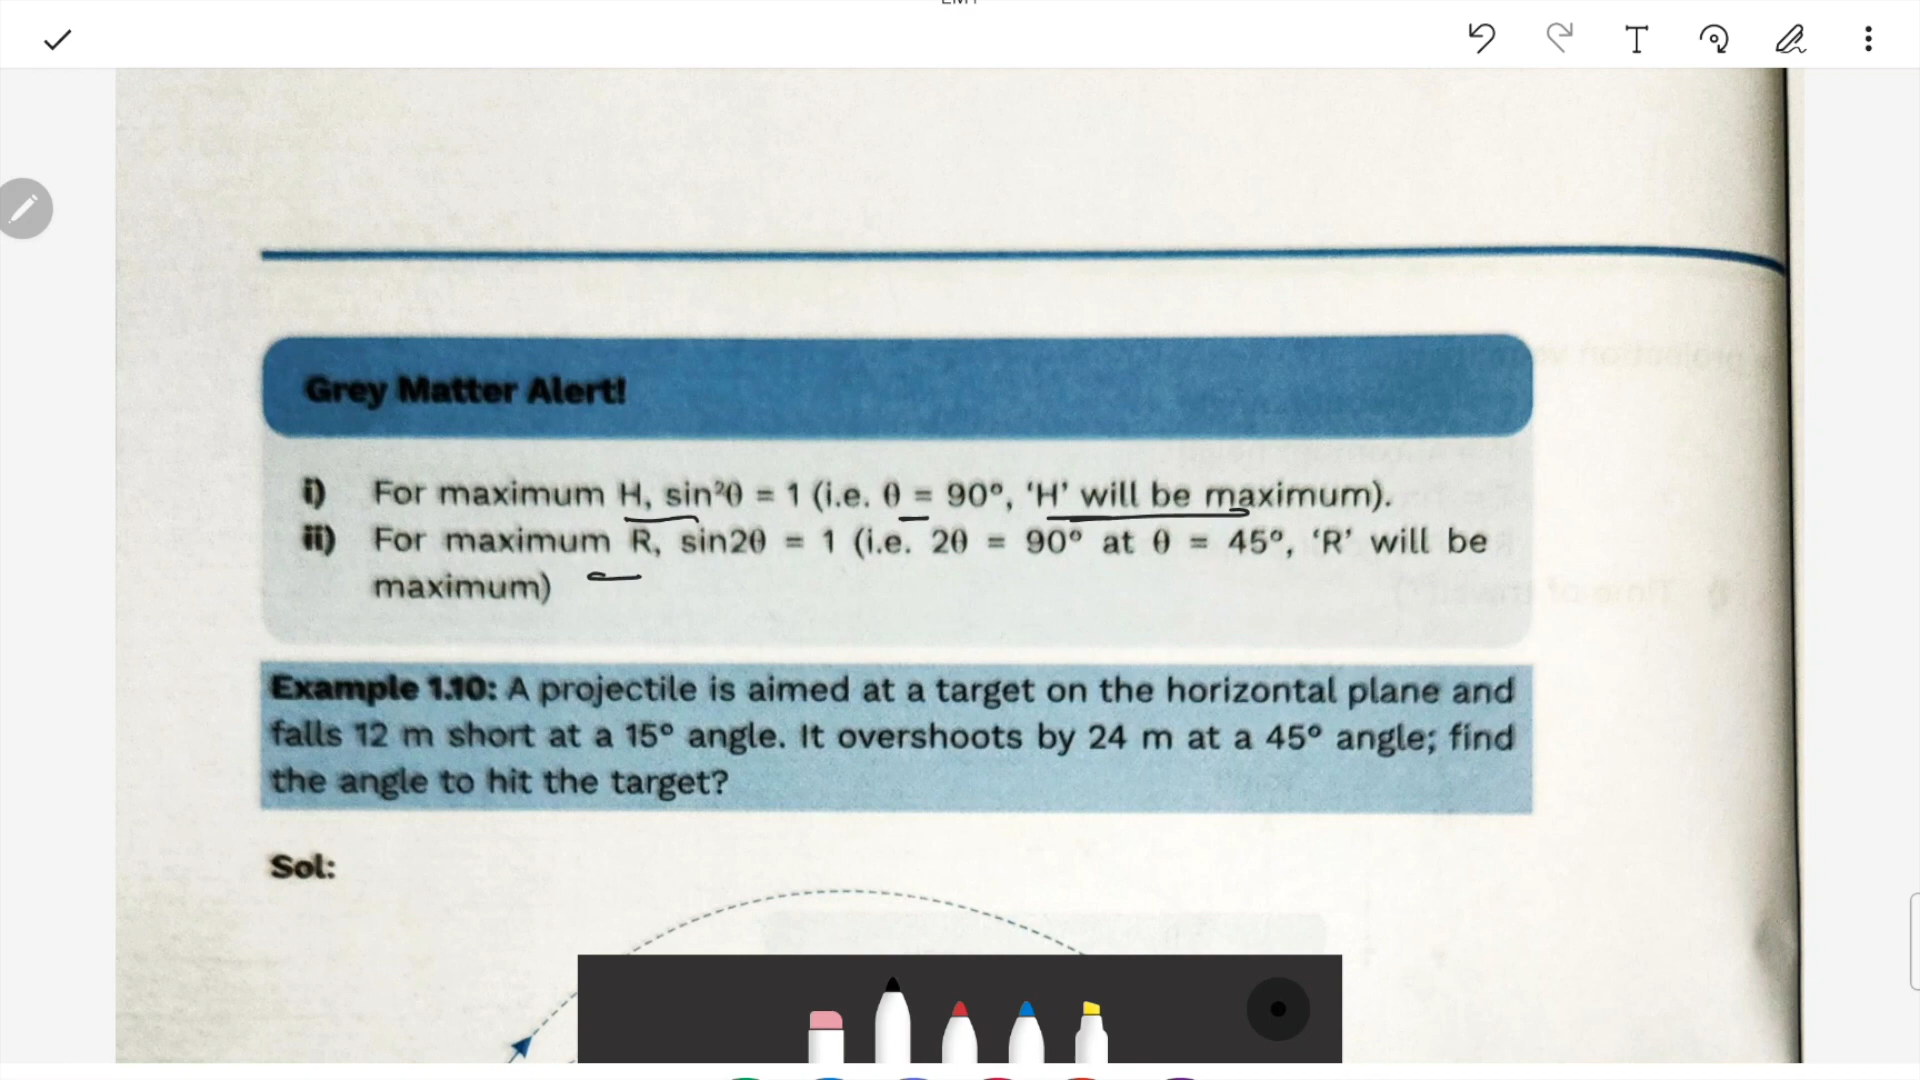 Grey Matter Alert!
i) For maximum H, sin²θ = 1 (i.e. θ = 90°, ‘H’ will be maximum).
ii) For maximum R, sin2θ = 1 (i.e. 2θ = 90° at θ = 45°, ‘R’ will be
maximum)
Example 1.10: A projectile is aimed at a target on the horizontal plane and
falls 12 m short at a 15° angle. It overshoots by 24 m at a 45° angle; find
the angle to hit the target?
Sol: